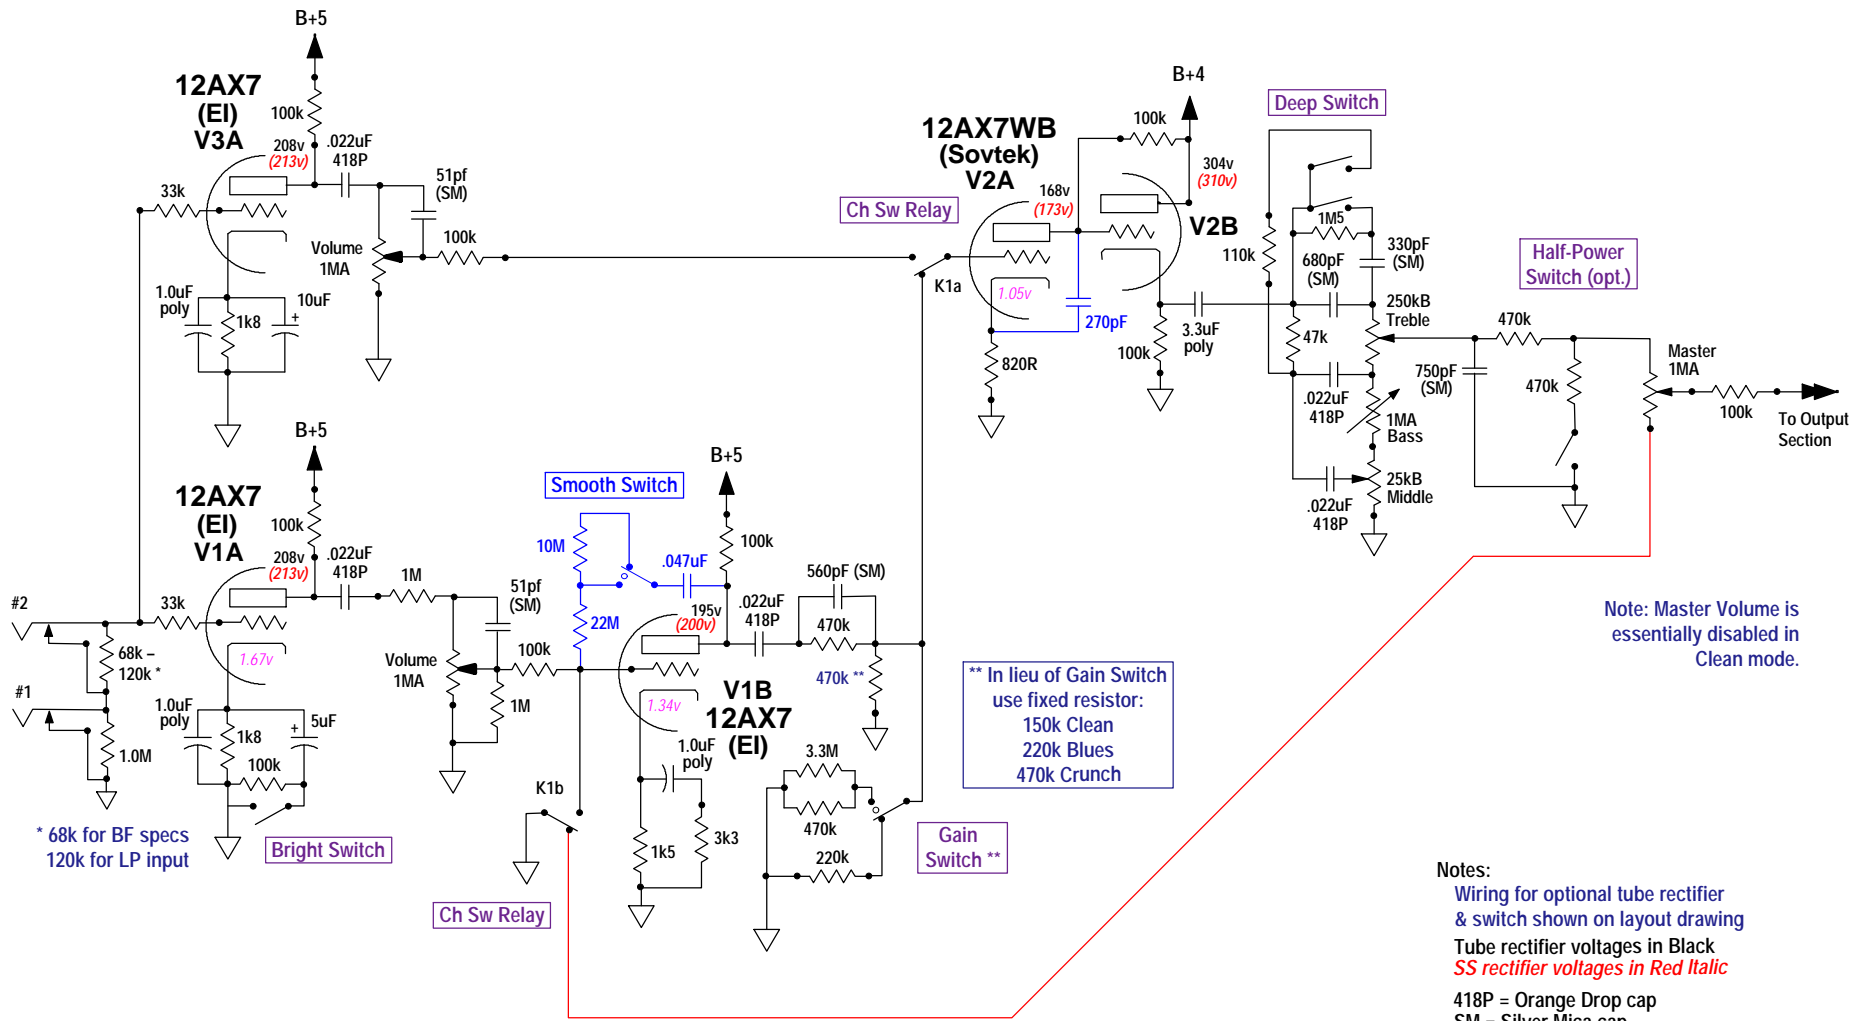 B+5
12AX7
(EI)
V3A
100k
208v
(213v)
.022uF
418P
51pf
(SM)
33k
Volume
1MA
100k
1.0uF
poly
1k8
10uF
+
Ch Sw Relay
K1a
12AX7WB
(Sovtek)
V2A
168v
(173v)
1.05v
270pF
820R
B+4
100k
304v
(310v)
V2B
100k
3.3uF
poly
Deep Switch
1M5
110k
680pF
(SM)
330pF
(SM)
250kB
Treble
47k
.022uF
418P
1MA
Bass
.022uF
418P
25kB
Middle
Half-Power
Switch (opt.)
470k
750pF
(SM)
470k
Master
1MA
100k
To Output
Section
B+5
12AX7
(EI)
V1A
100k
208v
(213v)
.022uF
418P
1M
51pf
(SM)
#2
33k
68k –
120k *
#1
1.0M
1.67v
1.0uF
poly
1k8
5uF
+
100k
* 68k for BF specs
120k for LP input
Bright Switch
Volume
1MA
1M
100k
Smooth Switch
10M
.047uF
22M
B+5
100k
195v
(200v)
.022uF
418P
560pF (SM)
470k
470k **
V1B
12AX7
(EI)
1.34v
1.0uF
poly
1k5
3k3
K1b
Ch Sw Relay
3.3M
470k
220k
Gain
Switch **
** In lieu of Gain Switch
use fixed resistor:
150k Clean
220k Blues
470k Crunch
Note: Master Volume is
essentially disabled in
Clean mode.
Notes:
Wiring for optional tube rectifier
& switch shown on layout drawing
Tube rectifier voltages in Black
SS rectifier voltages in Red Italic
418P = Orange Drop cap
SM = Silver Mica cap